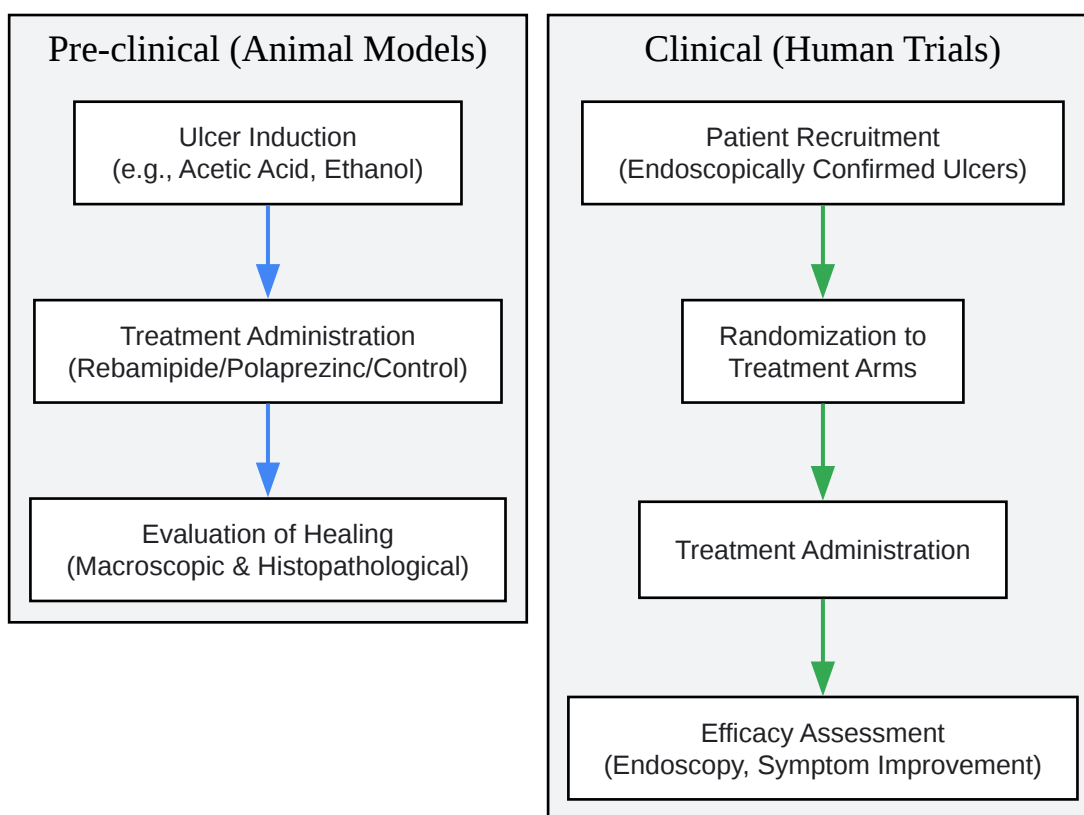 Pre-clinical (Animal Models)
Ulcer Induction
(e.g., Acetic Acid, Ethanol)
Treatment Administration
(Rebamipide/Polaprezinc/Control)
Evaluation of Healing
(Macroscopic & Histopathological)
Clinical (Human Trials)
Patient Recruitment
(Endoscopically Confirmed Ulcers)
Randomization to
Treatment Arms
Treatment Administration
Efficacy Assessment
(Endoscopy, Symptom Improvement)